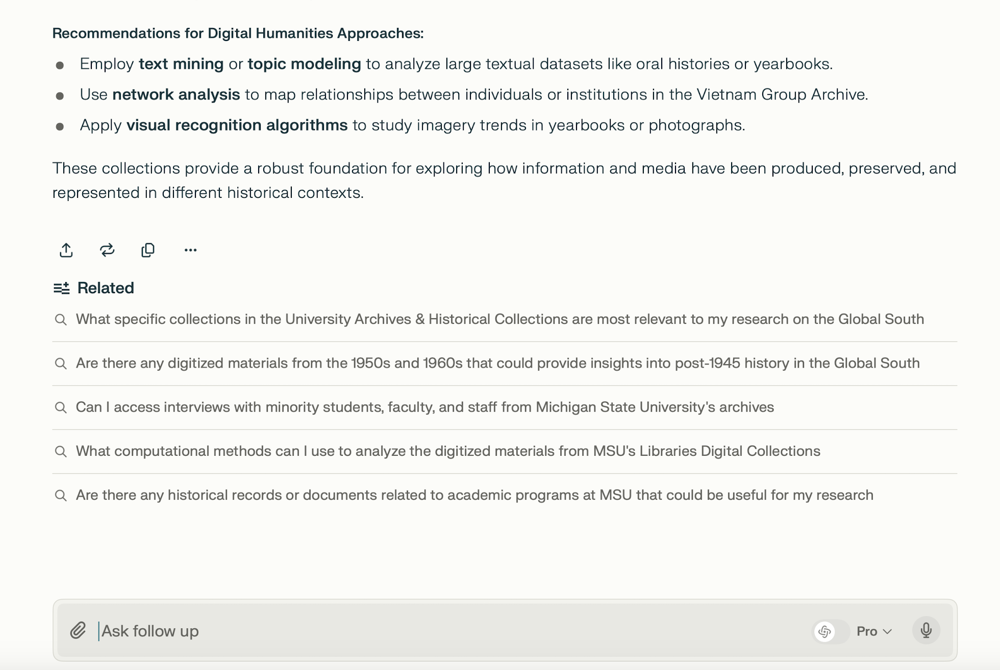 Recommendations for Digital Humanities Approaches:
Employ text mining or topic modeling to analyze large textual datasets like oral histories or yearbooks.
Use network analysis to map relationships between individuals or institutions in the Vietnam Group Archive.
Apply visual recognition algorithms to study imagery trends in yearbooks or photographs.
These collections provide a robust foundation for exploring how information and media have been produced, preserved, and
represented in different historical contexts.
Related
What specific collections in the University Archives & Historical Collections are most relevant to my research on the Global South
Are there any digitized materials from the 1950s and 1960s that could provide insights into post-1945 history in the Global South
Can I access interviews with minority students, faculty, and staff from Michigan State University's archives
What computational methods can I use to analyze the digitized materials from MSU's Libraries Digital Collections
Are there any historical records or documents related to academic programs at MSU that could be useful for my research
Ask follow up
Pro